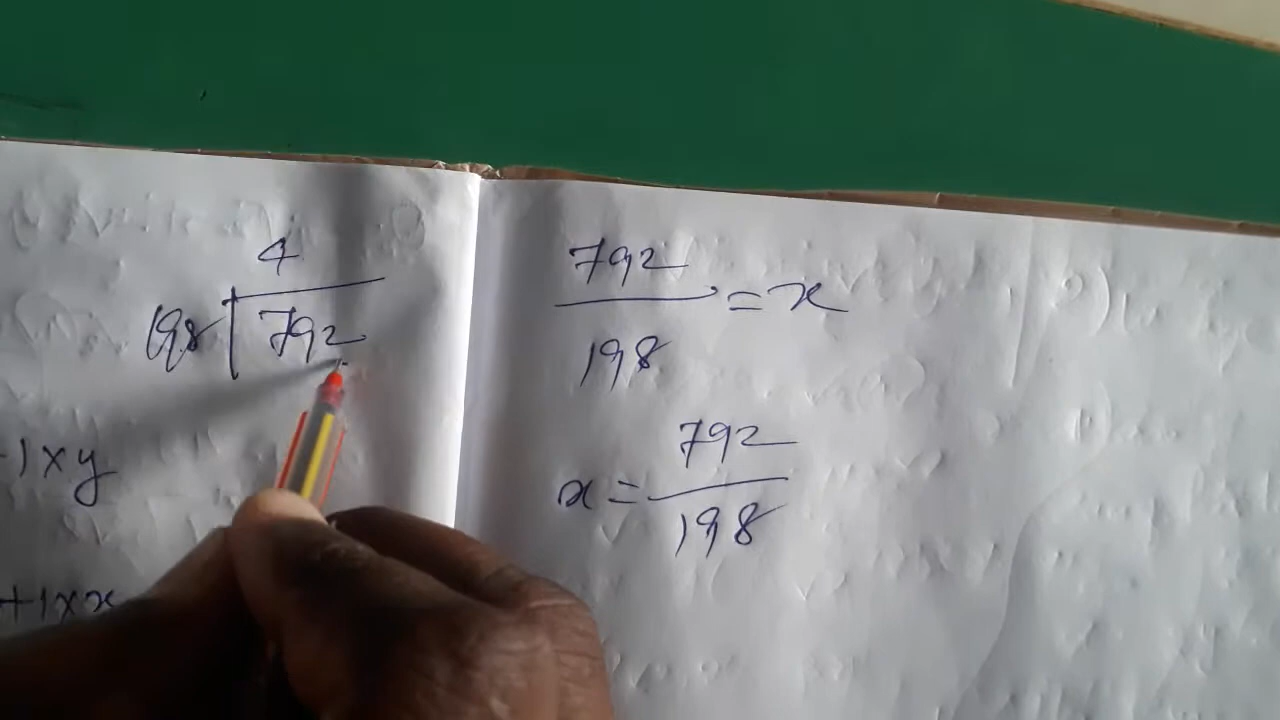 4
198 | 792
-1xy
+1xx
792
198 = x
x = 792
198